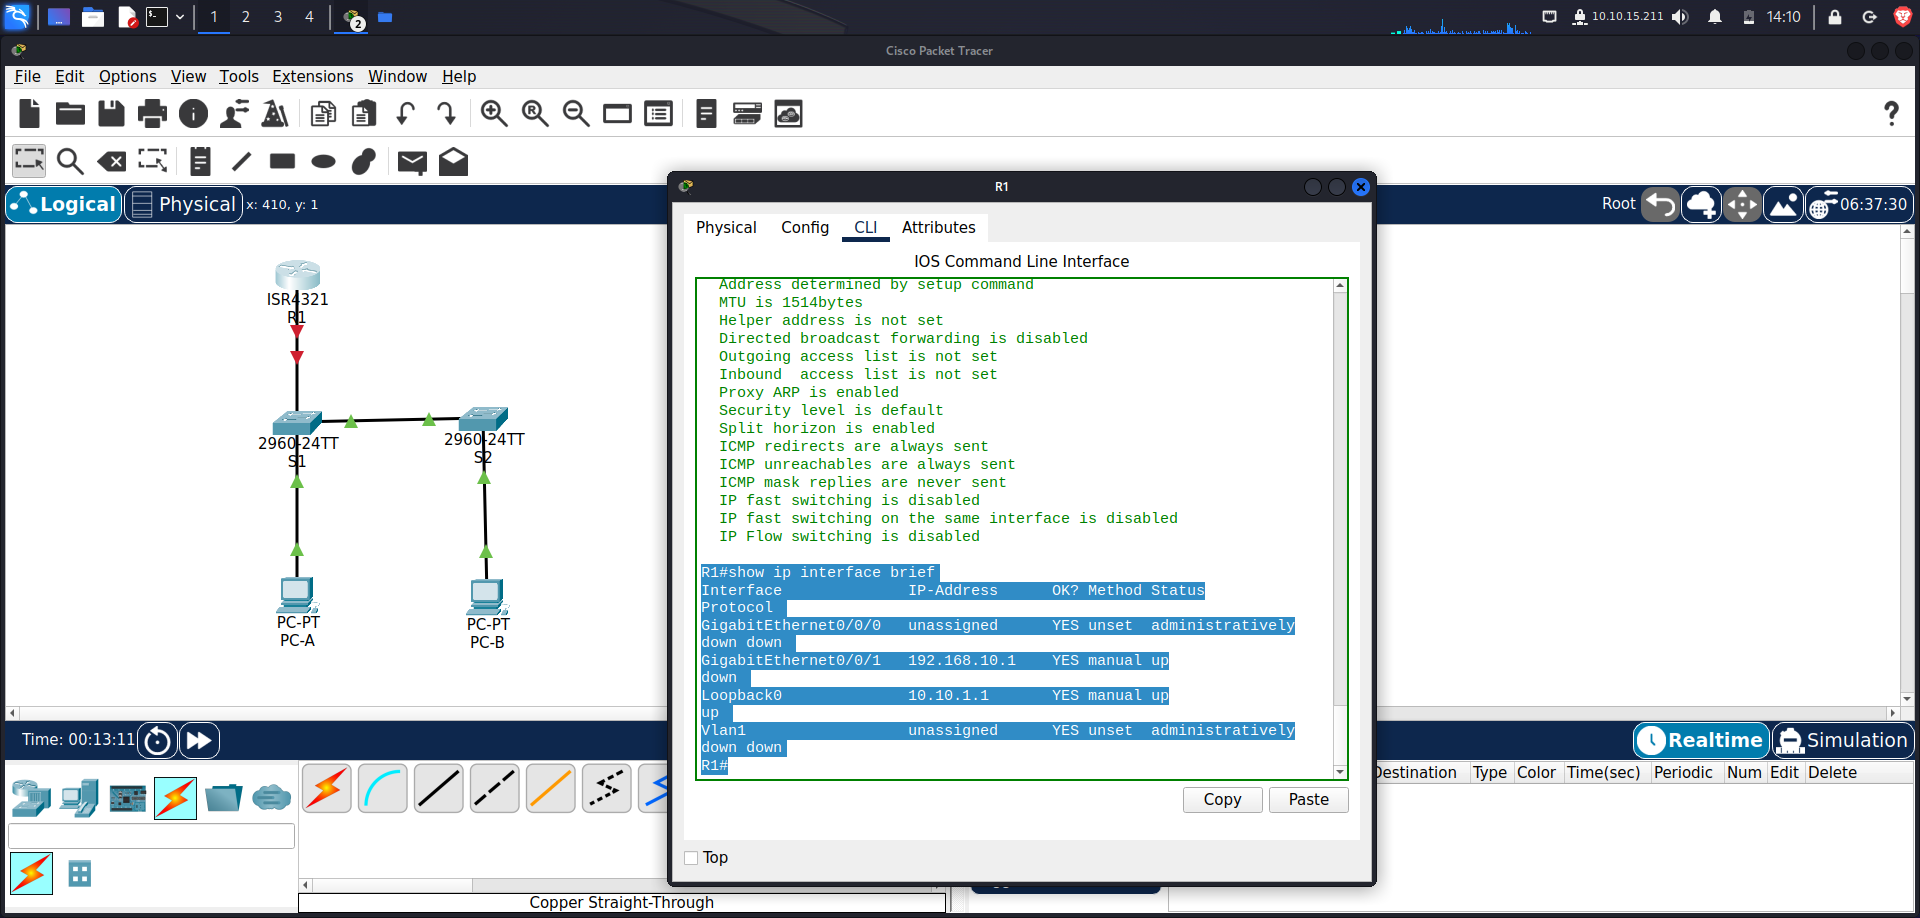 1 2 3 4 2 10.10.15.211 14:10
Cisco Packet Tracer
File Edit Options View Tools Extensions Window Help
Logical Physical x: 410, y: 1
Root 06:37:30
ISR4321
R1
2960-24TT
S1
2960-24TT
S2
PC-PT
PC-A
PC-PT
PC-B
R1
Physical Config CLI Attributes
IOS Command Line Interface
Address determined by setup command
MTU is 1514bytes
Helper address is not set
Directed broadcast forwarding is disabled
Outgoing access list is not set
Inbound  access list is not set
Proxy ARP is enabled
Security level is default
Split horizon is enabled
ICMP redirects are always sent
ICMP unreachables are always sent
ICMP mask replies are never sent
IP fast switching is disabled
IP fast switching on the same interface is disabled
IP Flow switching is disabled
R1#show ip interface brief
Interface IP-Address OK? Method Status
Protocol
GigabitEthernet0/0/0 unassigned YES unset administratively
down down
GigabitEthernet0/0/1 192.168.10.1 YES manual up
down
Loopback0 10.10.1.1 YES manual up
up
Vlan1 unassigned YES unset administratively
down down
R1#
Copy Paste
Top
Time: 00:13:11
Realtime Simulation
Destination Type Color Time(sec) Periodic Num Edit Delete
Copper Straight-Through